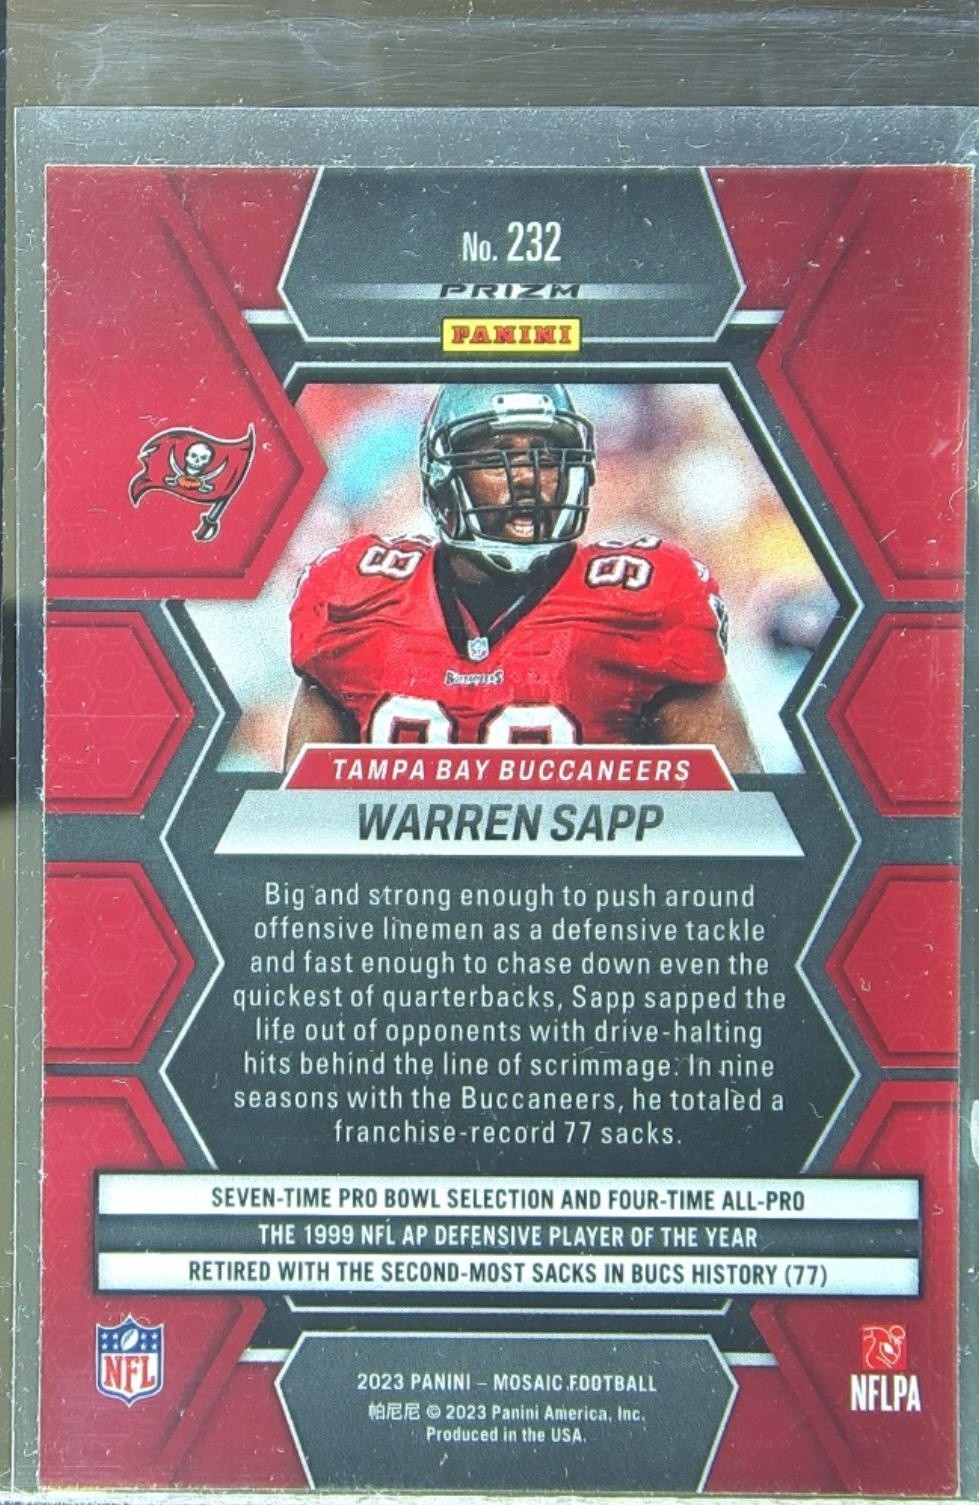 No. 232
PRIZM
PANINI
98
99
BUCCANEERS
99
TAMPA BAY BUCCANEERS
WARREN SAPP
Big and strong enough to push around
offensive linemen as a defensive tackle
and fast enough to chase down even the
quickest of quarterbacks, Sapp sapped the
life out of opponents with drive-halting
hits behind the line of scrimmage. In nine
seasons with the Buccaneers, he totaled a
franchise-record 77 sacks.
SEVEN-TIME PRO BOWL SELECTION AND FOUR-TIME ALL-PRO
THE 1999 NFL AP DEFENSIVE PLAYER OF THE YEAR
RETIRED WITH THE SECOND-MOST SACKS IN BUCS HISTORY (77)
NFL
NFLPA
2023 PANINI – MOSAIC FOOTBALL
帕尼尼 © 2023 Panini America, Inc.
Produced in the USA.